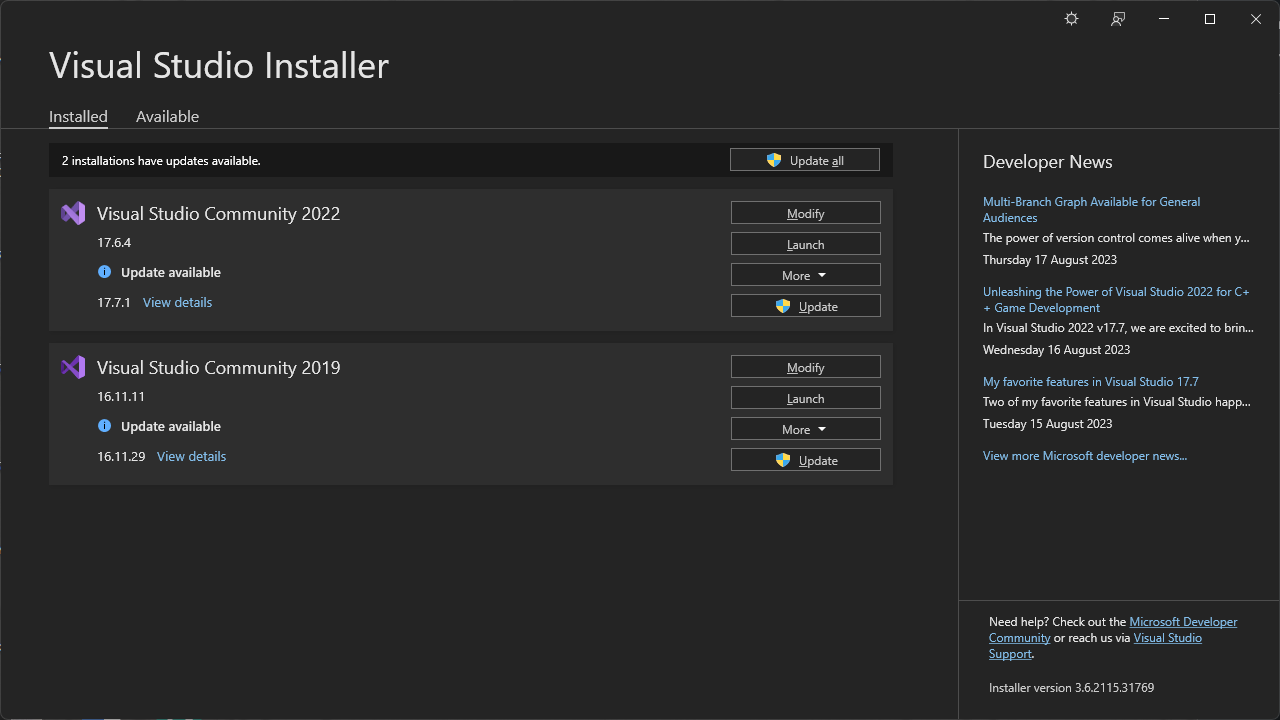 Visual Studio Installer
Installed
Available
2 installations have updates available.
Update all
Visual Studio Community 2022
17.6.4
Update available
17.7.1 View details
Modify
Launch
More
Update
Visual Studio Community 2019
16.11.11
Update available
16.11.29 View details
Modify
Launch
More
Update
Developer News
Multi-Branch Graph Available for General
Audiences
The power of version control comes alive when y...
Thursday 17 August 2023
Unleashing the Power of Visual Studio 2022 for C+
+ Game Development
In Visual Studio 2022 v17.7, we are excited to brin...
Wednesday 16 August 2023
My favorite features in Visual Studio 17.7
Two of my favorite features in Visual Studio happ...
Tuesday 15 August 2023
View more Microsoft developer news...
Need help? Check out the Microsoft Developer
Community or reach us via Visual Studio
Support.
Installer version 3.6.2115.31769